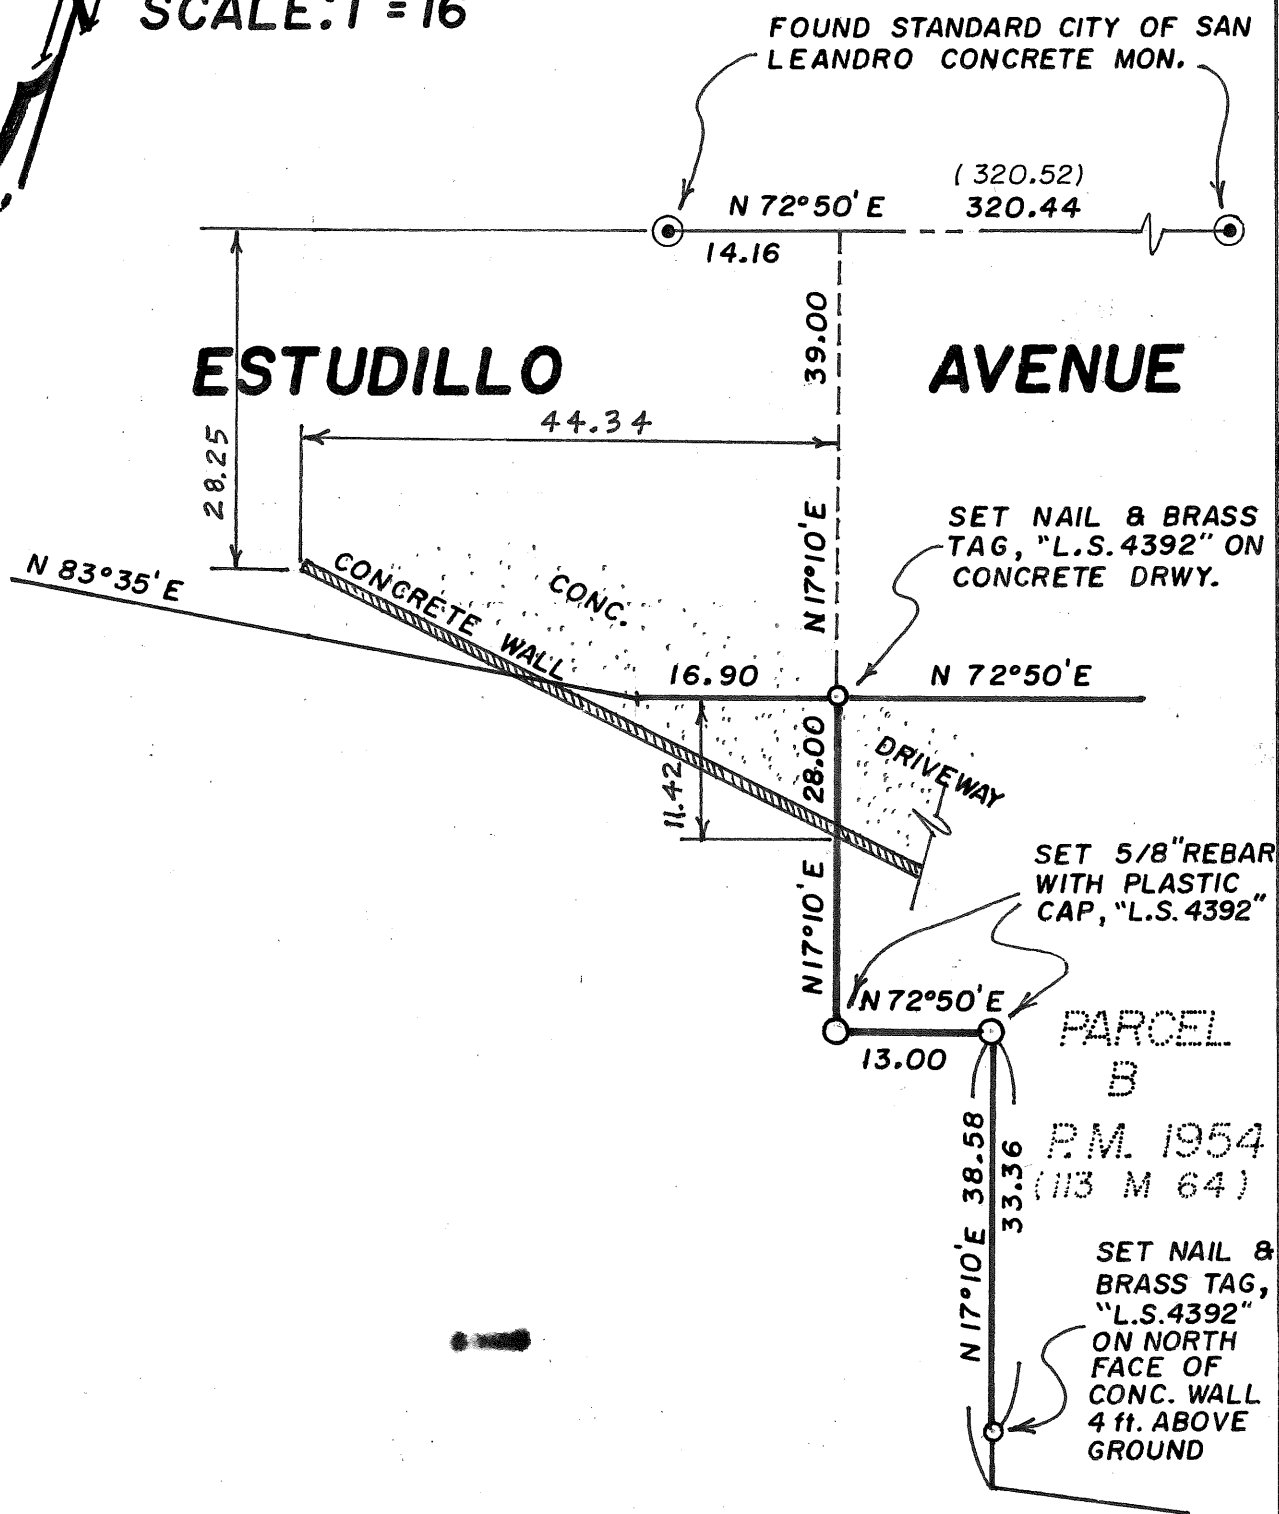 SCALE: 1" = 16'
FOUND STANDARD CITY OF SAN
LEANDRO CONCRETE MON.
(320.52)
N 72°50' E 320.44
14.16
39.00
ESTUDILLO AVENUE
44.34
28.25
N 17°10' E
SET NAIL & BRASS
TAG, "L.S. 4392" ON
CONCRETE DRWY.
N 83°35' E
CONCRETE WALL
CONC.
16.90
N 72°50' E
28.00
11.42
DRIVEWAY
N 17°10' E
SET 5/8" REBAR
WITH PLASTIC
CAP, "L.S. 4392"
N 72°50' E
13.00
PARCEL
B
P.M. 1954
(113 M 64)
N 17°10' E 38.58
33.36
SET NAIL &
BRASS TAG,
"L.S. 4392"
ON NORTH
FACE OF
CONC. WALL
4 ft. ABOVE
GROUND